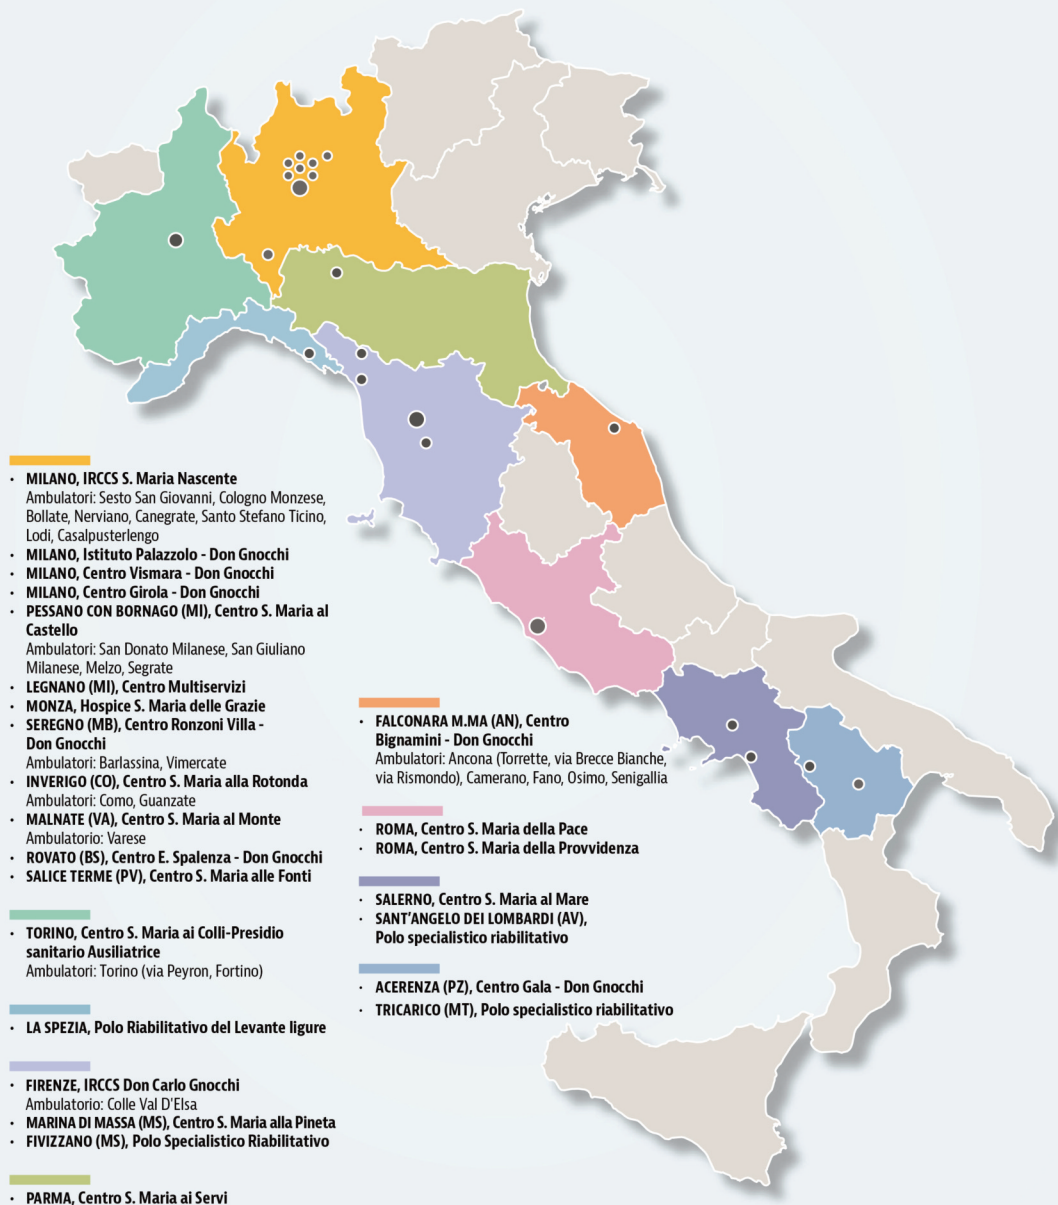 · MILANO, IRCCS S. Maria Nascente
Ambulatori: Sesto San Giovanni, Cologno Monzese,
Bollate, Nerviano, Canegrate, Santo Stefano Ticino,
Lodi, Casalpusterlengo
· MILANO, Istituto Palazzolo - Don Gnocchi
· MILANO, Centro Vismara - Don Gnocchi
· MILANO, Centro Girola - Don Gnocchi
· PESSANO CON BORNAGO (MI), Centro S. Maria al
Castello
Ambulatori: San Donato Milanese, San Giuliano
Milanese, Melzo, Segrate
· LEGNANO (MI), Centro Multiservizi
· MONZA, Hospice S. Maria delle Grazie
· SEREGNO (MB), Centro Ronzoni Villa -
Don Gnocchi
Ambulatori: Barlassina, Vimercate
· INVERIGO (CO), Centro S. Maria alla Rotonda
Ambulatori: Como, Guanzate
· MALNATE (VA), Centro S. Maria al Monte
Ambulatorio: Varese
· ROVATO (BS), Centro E. Spalenza - Don Gnocchi
· SALICE TERME (PV), Centro S. Maria alle Fonti
· TORINO, Centro S. Maria ai Colli-Presidio
sanitario Ausiliatrice
Ambulatori: Torino (via Peyron, Fortino)
· LA SPEZIA, Polo Riabilitativo del Levante ligure
· FIRENZE, IRCCS Don Carlo Gnocchi
Ambulatorio: Colle Val D'Elsa
· MARINA DI MASSA (MS), Centro S. Maria alla Pineta
· FIVIZZANO (MS), Polo Specialistico Riabilitativo
· PARMA, Centro S. Maria ai Servi
· FALCONARA M.MA (AN), Centro
Bignamini - Don Gnocchi
Ambulatori: Ancona (Torrette, via Brecce Bianche,
via Rismondo), Camerano, Fano, Osimo, Senigallia
· ROMA, Centro S. Maria della Pace
· ROMA, Centro S. Maria della Provvidenza
· SALERNO, Centro S. Maria al Mare
· SANT'ANGELO DEI LOMBARDI (AV),
Polo specialistico riabilitativo
· ACERENZA (PZ), Centro Gala - Don Gnocchi
· TRICARICO (MT), Polo specialistico riabilitativo